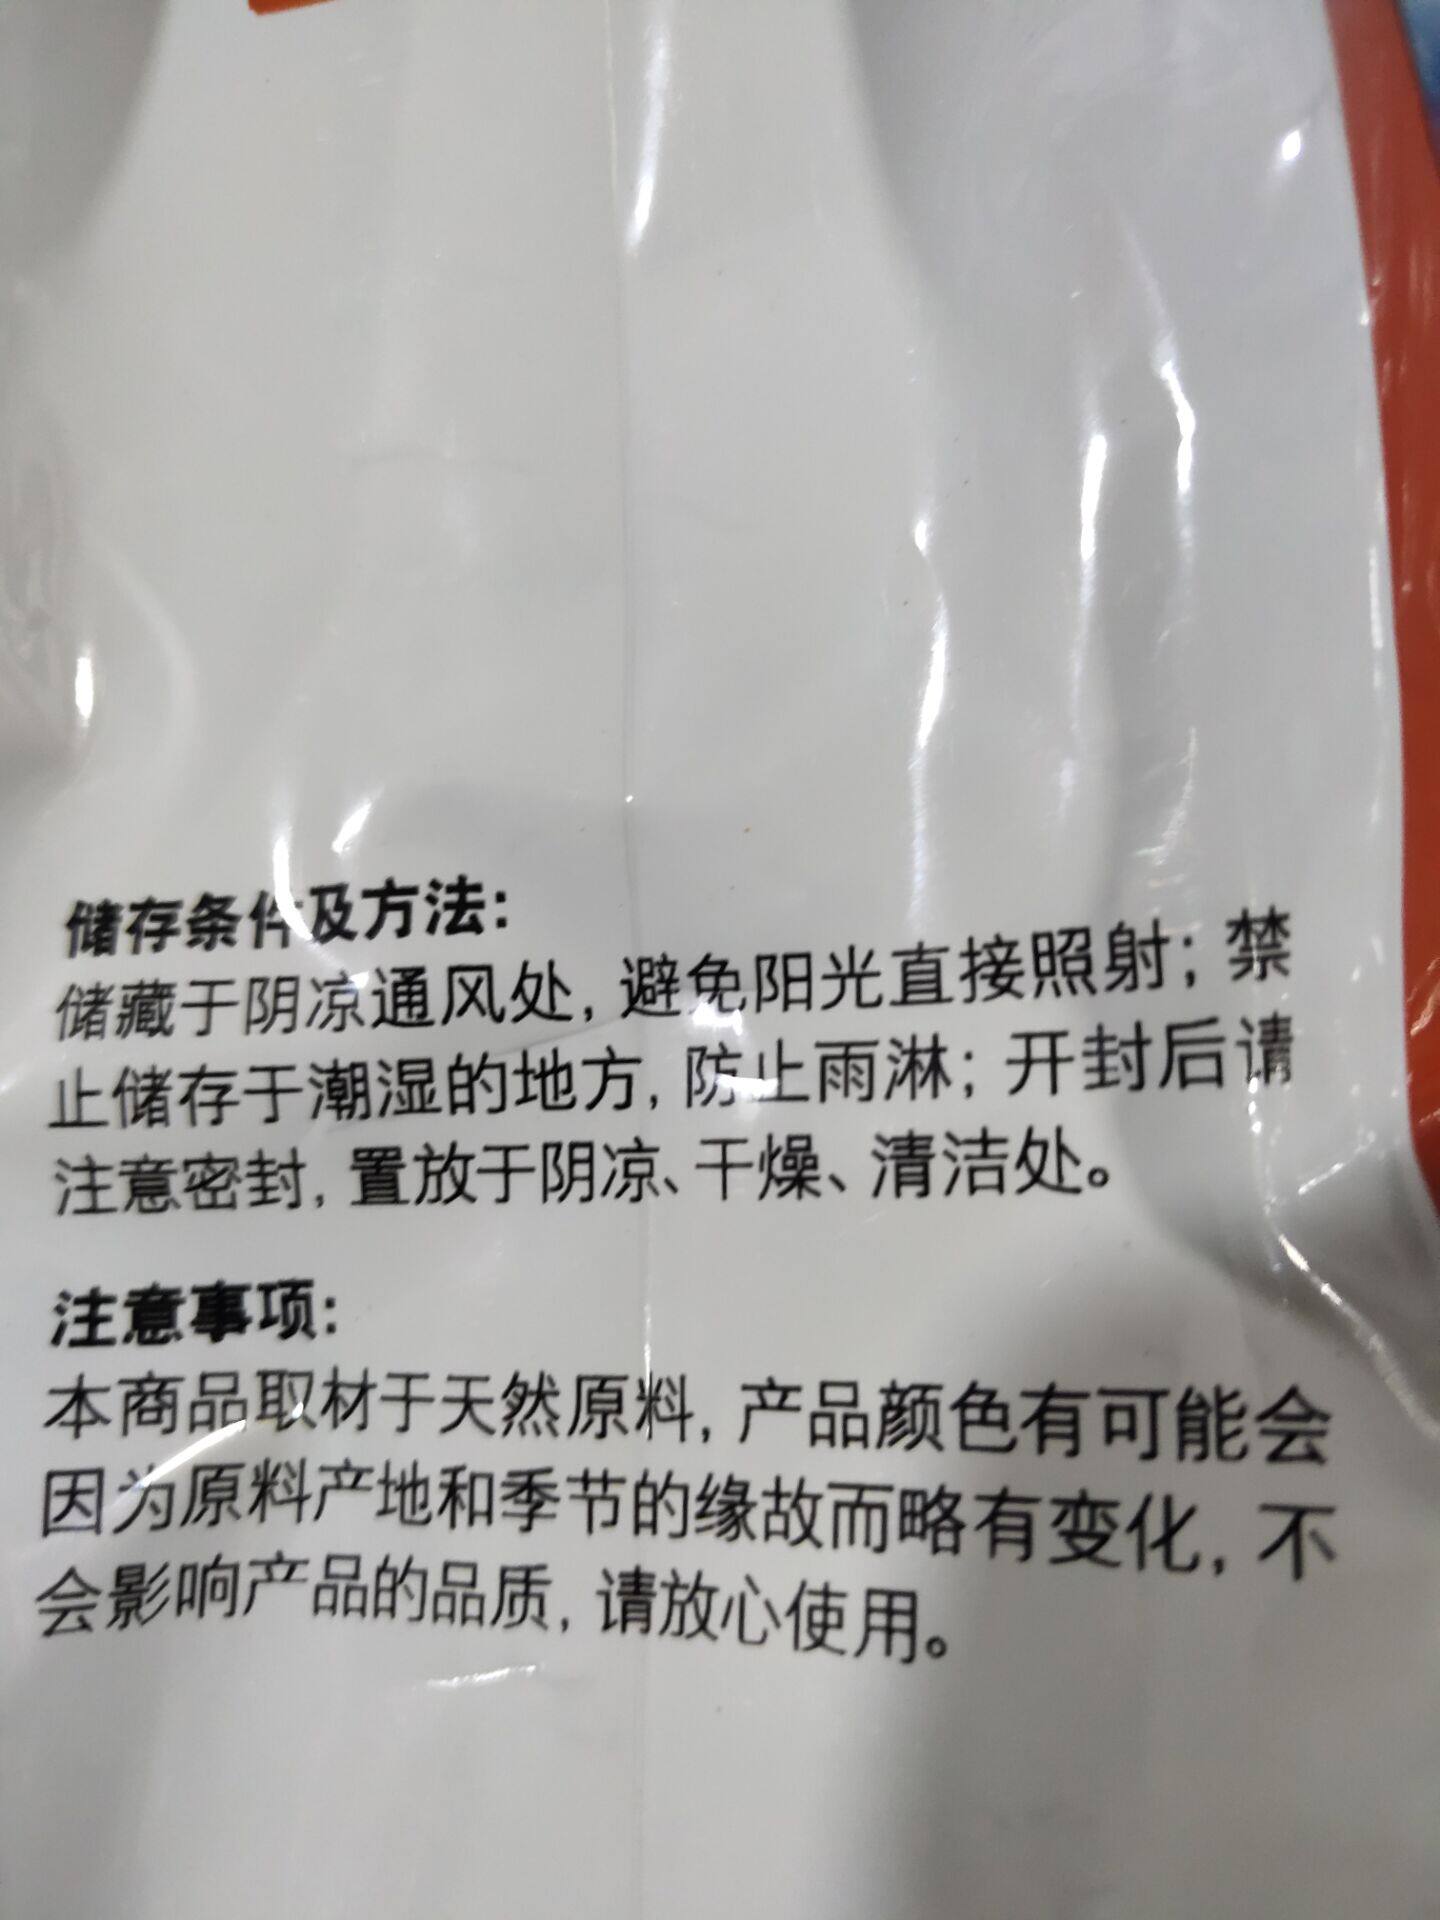 储存条件及方法：
储藏于阴凉通风处，避免阳光直接照射；禁
止储存于潮湿的地方，防止雨淋；开封后请
注意密封，置放于阴凉、干燥、清洁处。
注意事项：
本商品取材于天然原料，产品颜色有可能会
因为原料产地和季节的缘故而略有变化，不
会影响产品的品质，请放心使用。